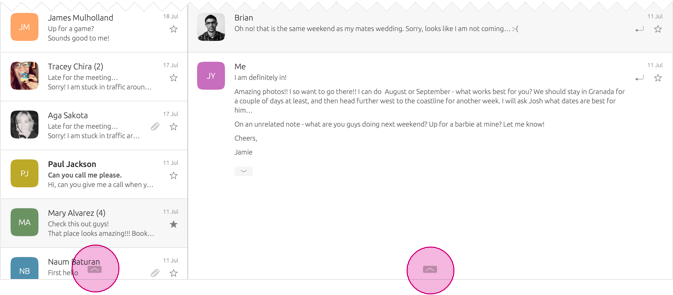 JM
James Mulholland
18 Jul
Up for a game?
Sounds good to me!
Tracey Chira (2)
17 Jul
Late for the meeting...
Sorry! I am stuck in traffic aroun...
Aga Sakota
17 Jul
Late for the meeting...
Sorry! I am stuck in traffic ar...
PJ
Paul Jackson
11 Jul
Can you call me please.
Hi, can you give me a call when y...
MA
Mary Alvarez (4)
11 Jul
Check this out guys!
That place looks amazing!!! Book...
NB
Naum Baturan
11 Jul
First hello
Brian
11 Jul
Oh no! that is the same weekend as my mates wedding. Sorry, looks like I am not coming... :-(
JY
Me
11 Jul
I am definitely in!
Amazing photos!! I so want to go there!! I can do August or September - what works best for you? We should stay in Granada for
a couple of days at least, and then head further west to the coastline for another week. I will ask Josh what dates are best for
him...
On an unrelated note - what are you guys doing next weekend? Up for a barbie at mine? Let me know!
Cheers,
Jamie